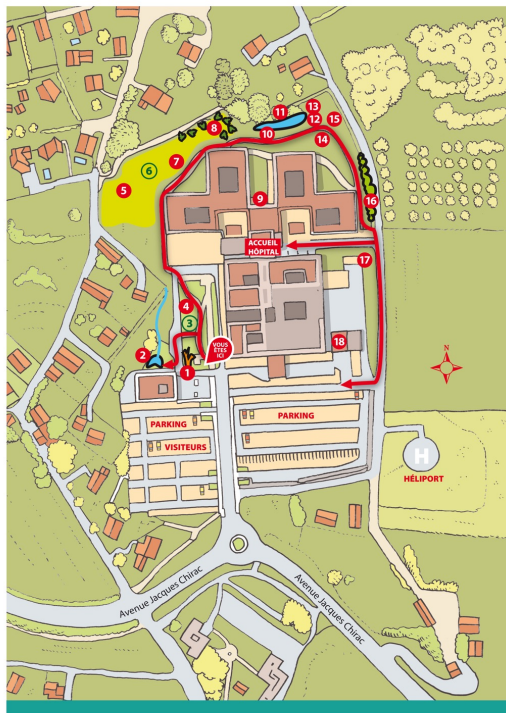 11
13
8
12
15
10
14
6
7
5
9
16
ACCUEIL
HÔPITAL
17
4
3
VOUS
ÊTES
ICI
18
2
1
PARKING
PARKING
VISITEURS
H
HÉLIPORT
Avenue Jacques Chirac
Avenue Jacques Chirac